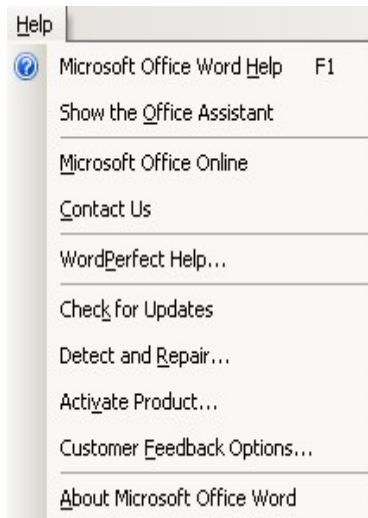 Help
Microsoft Office Word Help F1
Show the Office Assistant
Microsoft Office Online
Contact Us
WordPerfect Help...
Check for Updates
Detect and Repair...
Activate Product...
Customer Feedback Options...
About Microsoft Office Word